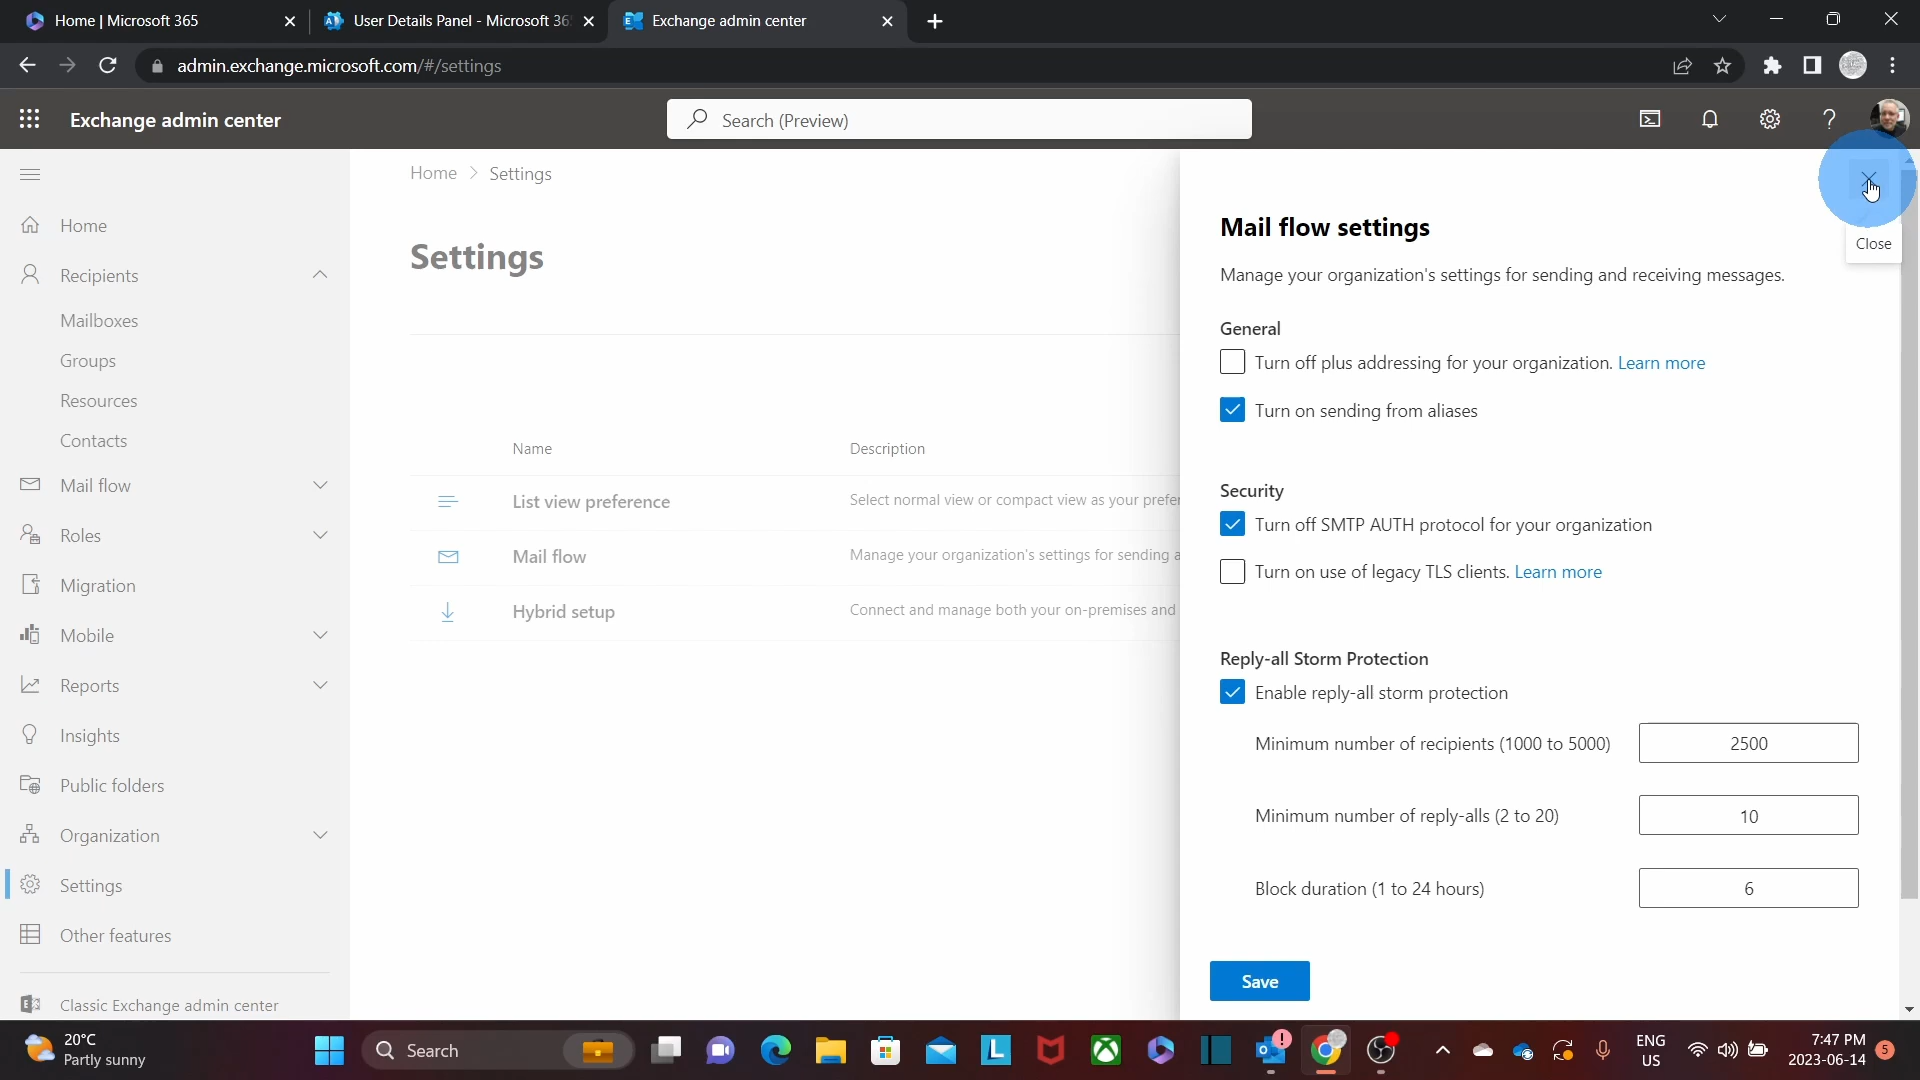 Home | Microsoft 365
User Details Panel - Microsoft 36
Exchange admin center
admin.exchange.microsoft.com/#/settings
Exchange admin center
Search (Preview)
Home
Recipients
Mailboxes
Groups
Resources
Contacts
Mail flow
Roles
Migration
Mobile
Reports
Insights
Public folders
Organization
Settings
Other features
Classic Exchange admin center
Home > Settings
Settings
Name Description
List view preference Select normal view or compact view as your prefer
Mail flow Manage your organization's settings for sending a
Hybrid setup Connect and manage both your on-premises and
Close
Mail flow settings
Manage your organization's settings for sending and receiving messages.
General
Turn off plus addressing for your organization. Learn more
Turn on sending from aliases
Security
Turn off SMTP AUTH protocol for your organization
Turn on use of legacy TLS clients. Learn more
Reply-all Storm Protection
Enable reply-all storm protection
Minimum number of recipients (1000 to 5000) 2500
Minimum number of reply-alls (2 to 20) 10
Block duration (1 to 24 hours) 6
Save
20°C
Partly sunny
Search
ENG
US
7:47 PM
2023-06-14
5